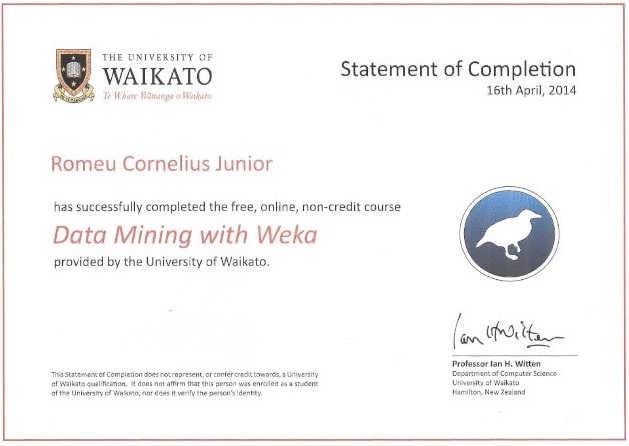 THE UNIVERSITY OF
WAIKATO
Te Whare Wānanga o Waikato
Statement of Completion
16th April, 2014
Romeu Cornelius Junior
has successfully completed the free, online, non-credit course
Data Mining with Weka
provided by the University of Waikato.
Ian H Witten
Professor Ian H. Witten
Department of Computer Science
University of Waikato
Hamilton, New Zealand
This Statement of Completion does not represent, or confer credit towards, a University
of Waikato qualification. It does not affirm that this person was enrolled as a student
of the University of Waikato, nor does it verify the person's identity.